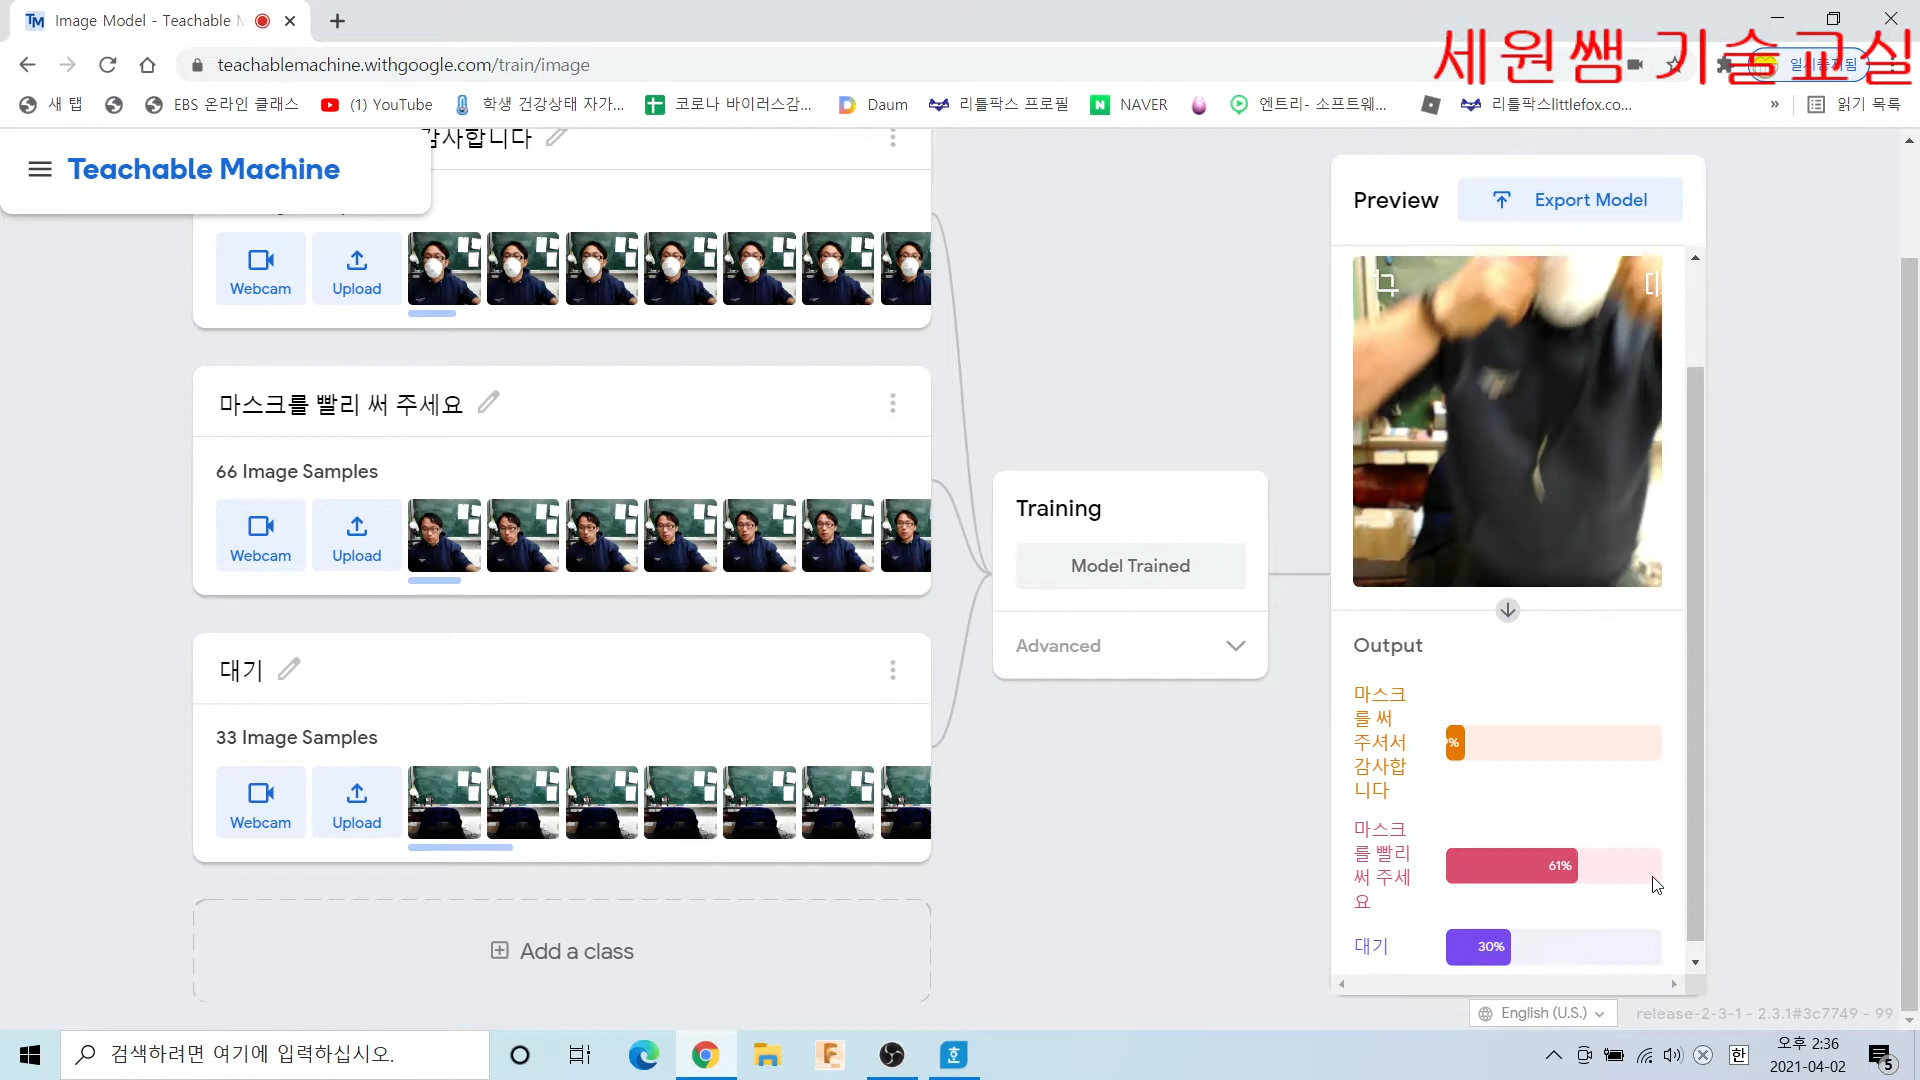 Image Model - Teachable M
세원쌤 기술교실
teachablemachine.withgoogle.com/train/image
새 탭
EBS 온라인 클래스
(1) YouTube
학생 건강상태 자가...
코로나 바이러스감...
Daum
리틀팍스 프로필
NAVER
엔트리- 소프트웨...
리틀팍스littlefox.co...
»
읽기 목록
감사합니다
Teachable Machine
Webcam
Upload
마스크를 빨리 써 주세요
66 Image Samples
Webcam
Upload
대기
33 Image Samples
Webcam
Upload
Add a class
Training
Model Trained
Advanced
Preview
Export Model
Output
마스크
를 써
주셔서
감사합
니다
마스크
를 빨리
써 주세
요
61%
대기
30%
English (U.S.)
release-2-3-1 - 2.3.1#3c7749 - 99
검색하려면 여기에 입력하십시오.
한
오후 2:36
2021-04-02
5